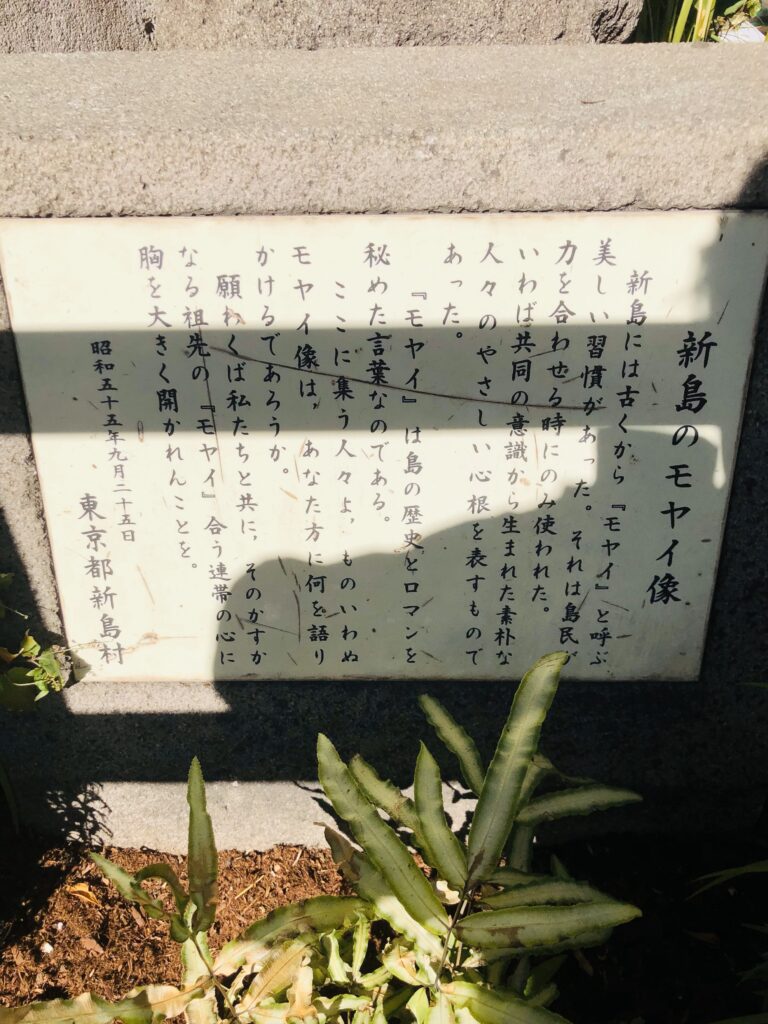 新島のモヤイ像
新島には古くから『モヤイ』と呼ぶ
美しい習慣があった。それは島民が
力を合わせる時にのみ使われた。
いわば共同の意識から生まれた素朴な
人々のやさしい心根を表すもので
あった。
『モヤイ』は島の歴史とロマンを
秘めた言葉なのである。
ここに集う人々よ、ものいわぬ
モヤイ像は、あなた方に何を語り
かけるであろうか。
願わくば私たちと共に、そのかすか
なる祖先の『モヤイ』合う連帯の心に
胸を大きく開かれんことを。
昭和五十五年九月二十五日
東京都新島村